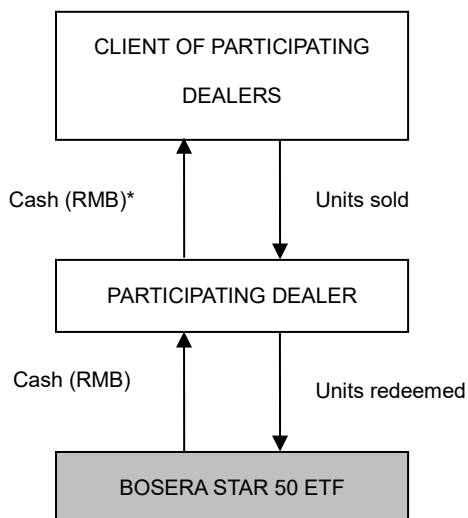 CLIENT OF PARTICIPATING
DEALERS
Cash (RMB)*
Units sold
PARTICIPATING DEALER
Cash (RMB)
Units redeemed
BOSERA STAR 50 ETF